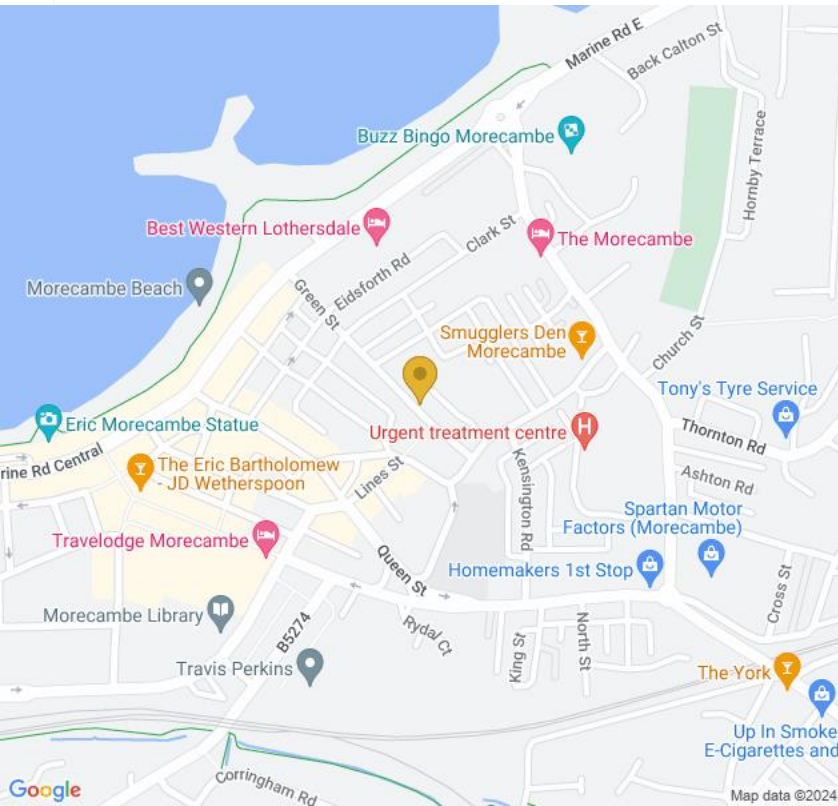 Marine Rd E
Back Calton St
Buzz Bingo Morecambe
Hornby Terrace
Best Western Lothersdale
Clark St
The Morecambe
Eidsforth Rd
Morecambe Beach
Green St
Smugglers Den
Morecambe
Church St
Tony's Tyre Service
Eric Morecambe Statue
Urgent treatment centre
H
Thornton Rd
rine Rd Central
The Eric Bartholomew
- JD Wetherspoon
Lines St
Kensington Rd
Ashton Rd
Spartan Motor
Factors (Morecambe)
Travelodge Morecambe
Queen St
Homemakers 1st Stop
Cross St
Morecambe Library
B5274
Rydal Ct
King St
North St
Travis Perkins
The York
Up In Smoke
E-Cigarettes and
Corringham Rd
Google
Map data ©2024